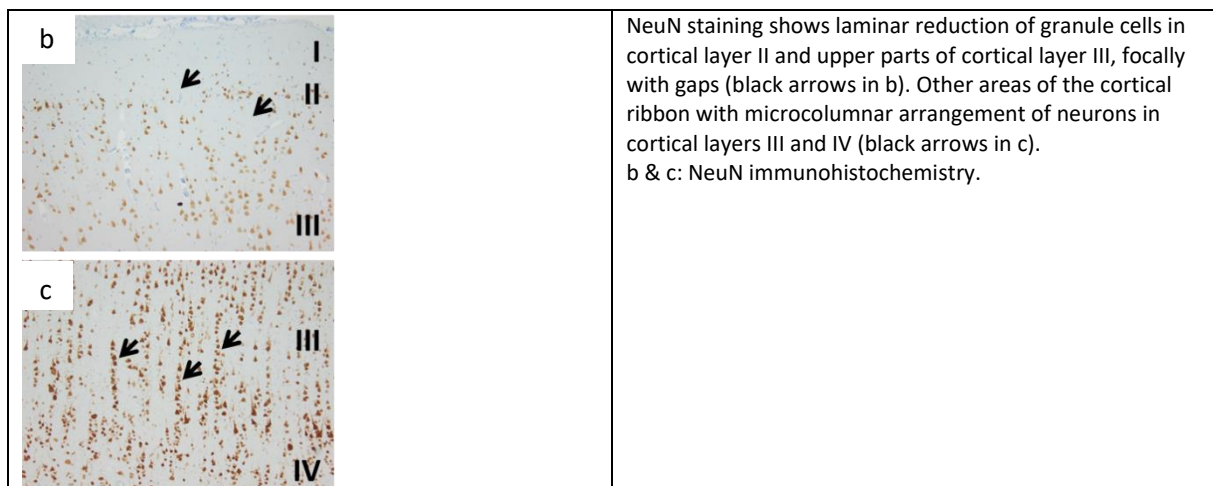 b
I
II
III
c
III
IV
NeuN staining shows laminar reduction of granule cells in
cortical layer II and upper parts of cortical layer III, focally
with gaps (black arrows in b). Other areas of the cortical
ribbon with microcolumnar arrangement of neurons in
cortical layers III and IV (black arrows in c).
b & c: NeuN immunohistochemistry.